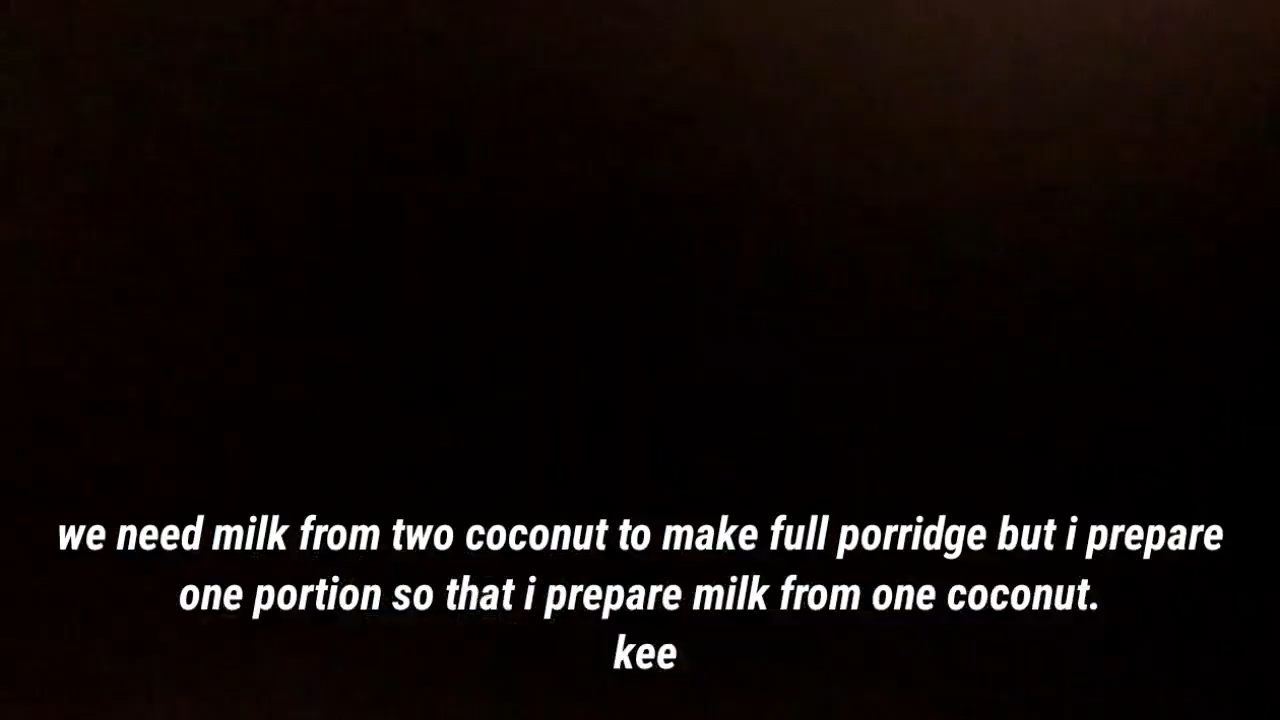 we need milk from two coconut to make full porridge but i prepare
one portion so that i prepare milk from one coconut.
kee